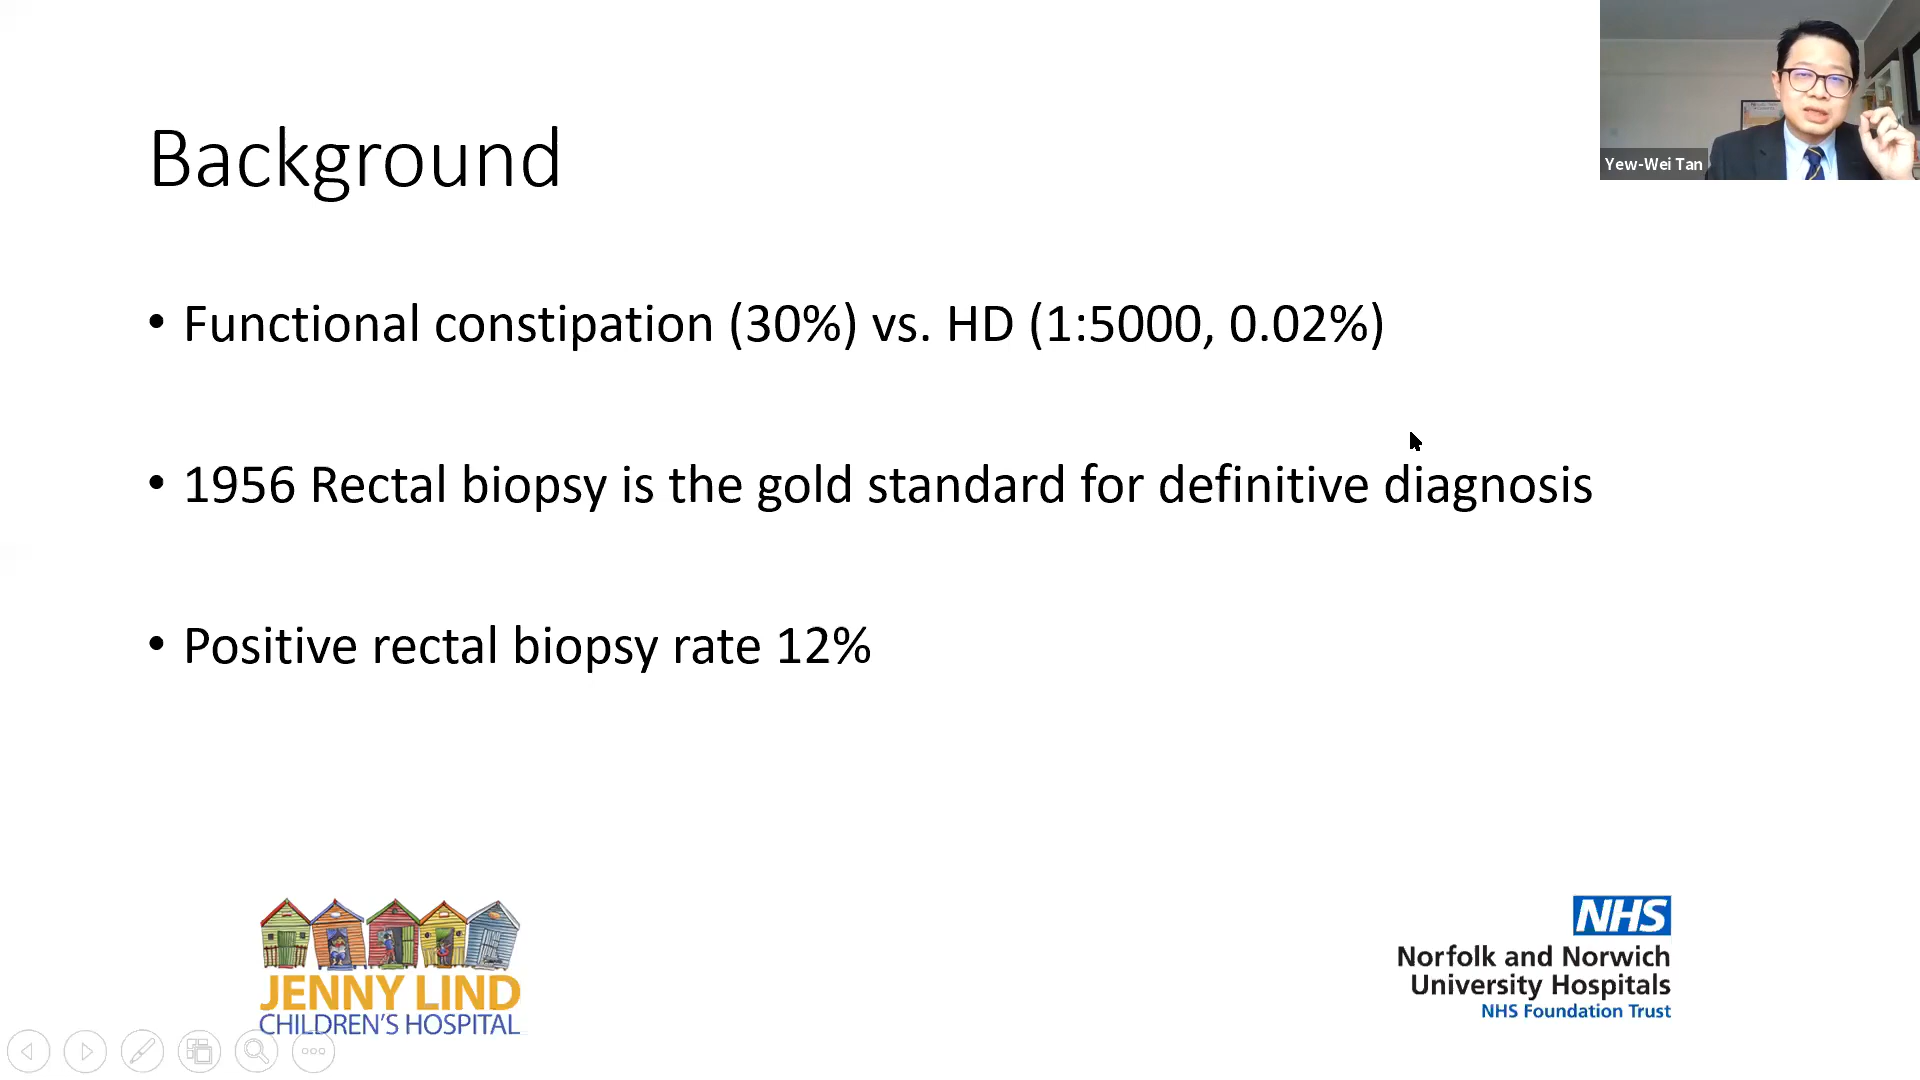 Yew-Wei Tan
Background
• Functional constipation (30%) vs. HD (1:5000, 0.02%)
• 1956 Rectal biopsy is the gold standard for definitive diagnosis
• Positive rectal biopsy rate 12%
JENNY LIND
CHILDREN'S HOSPITAL
NHS
Norfolk and Norwich
University Hospitals
NHS Foundation Trust